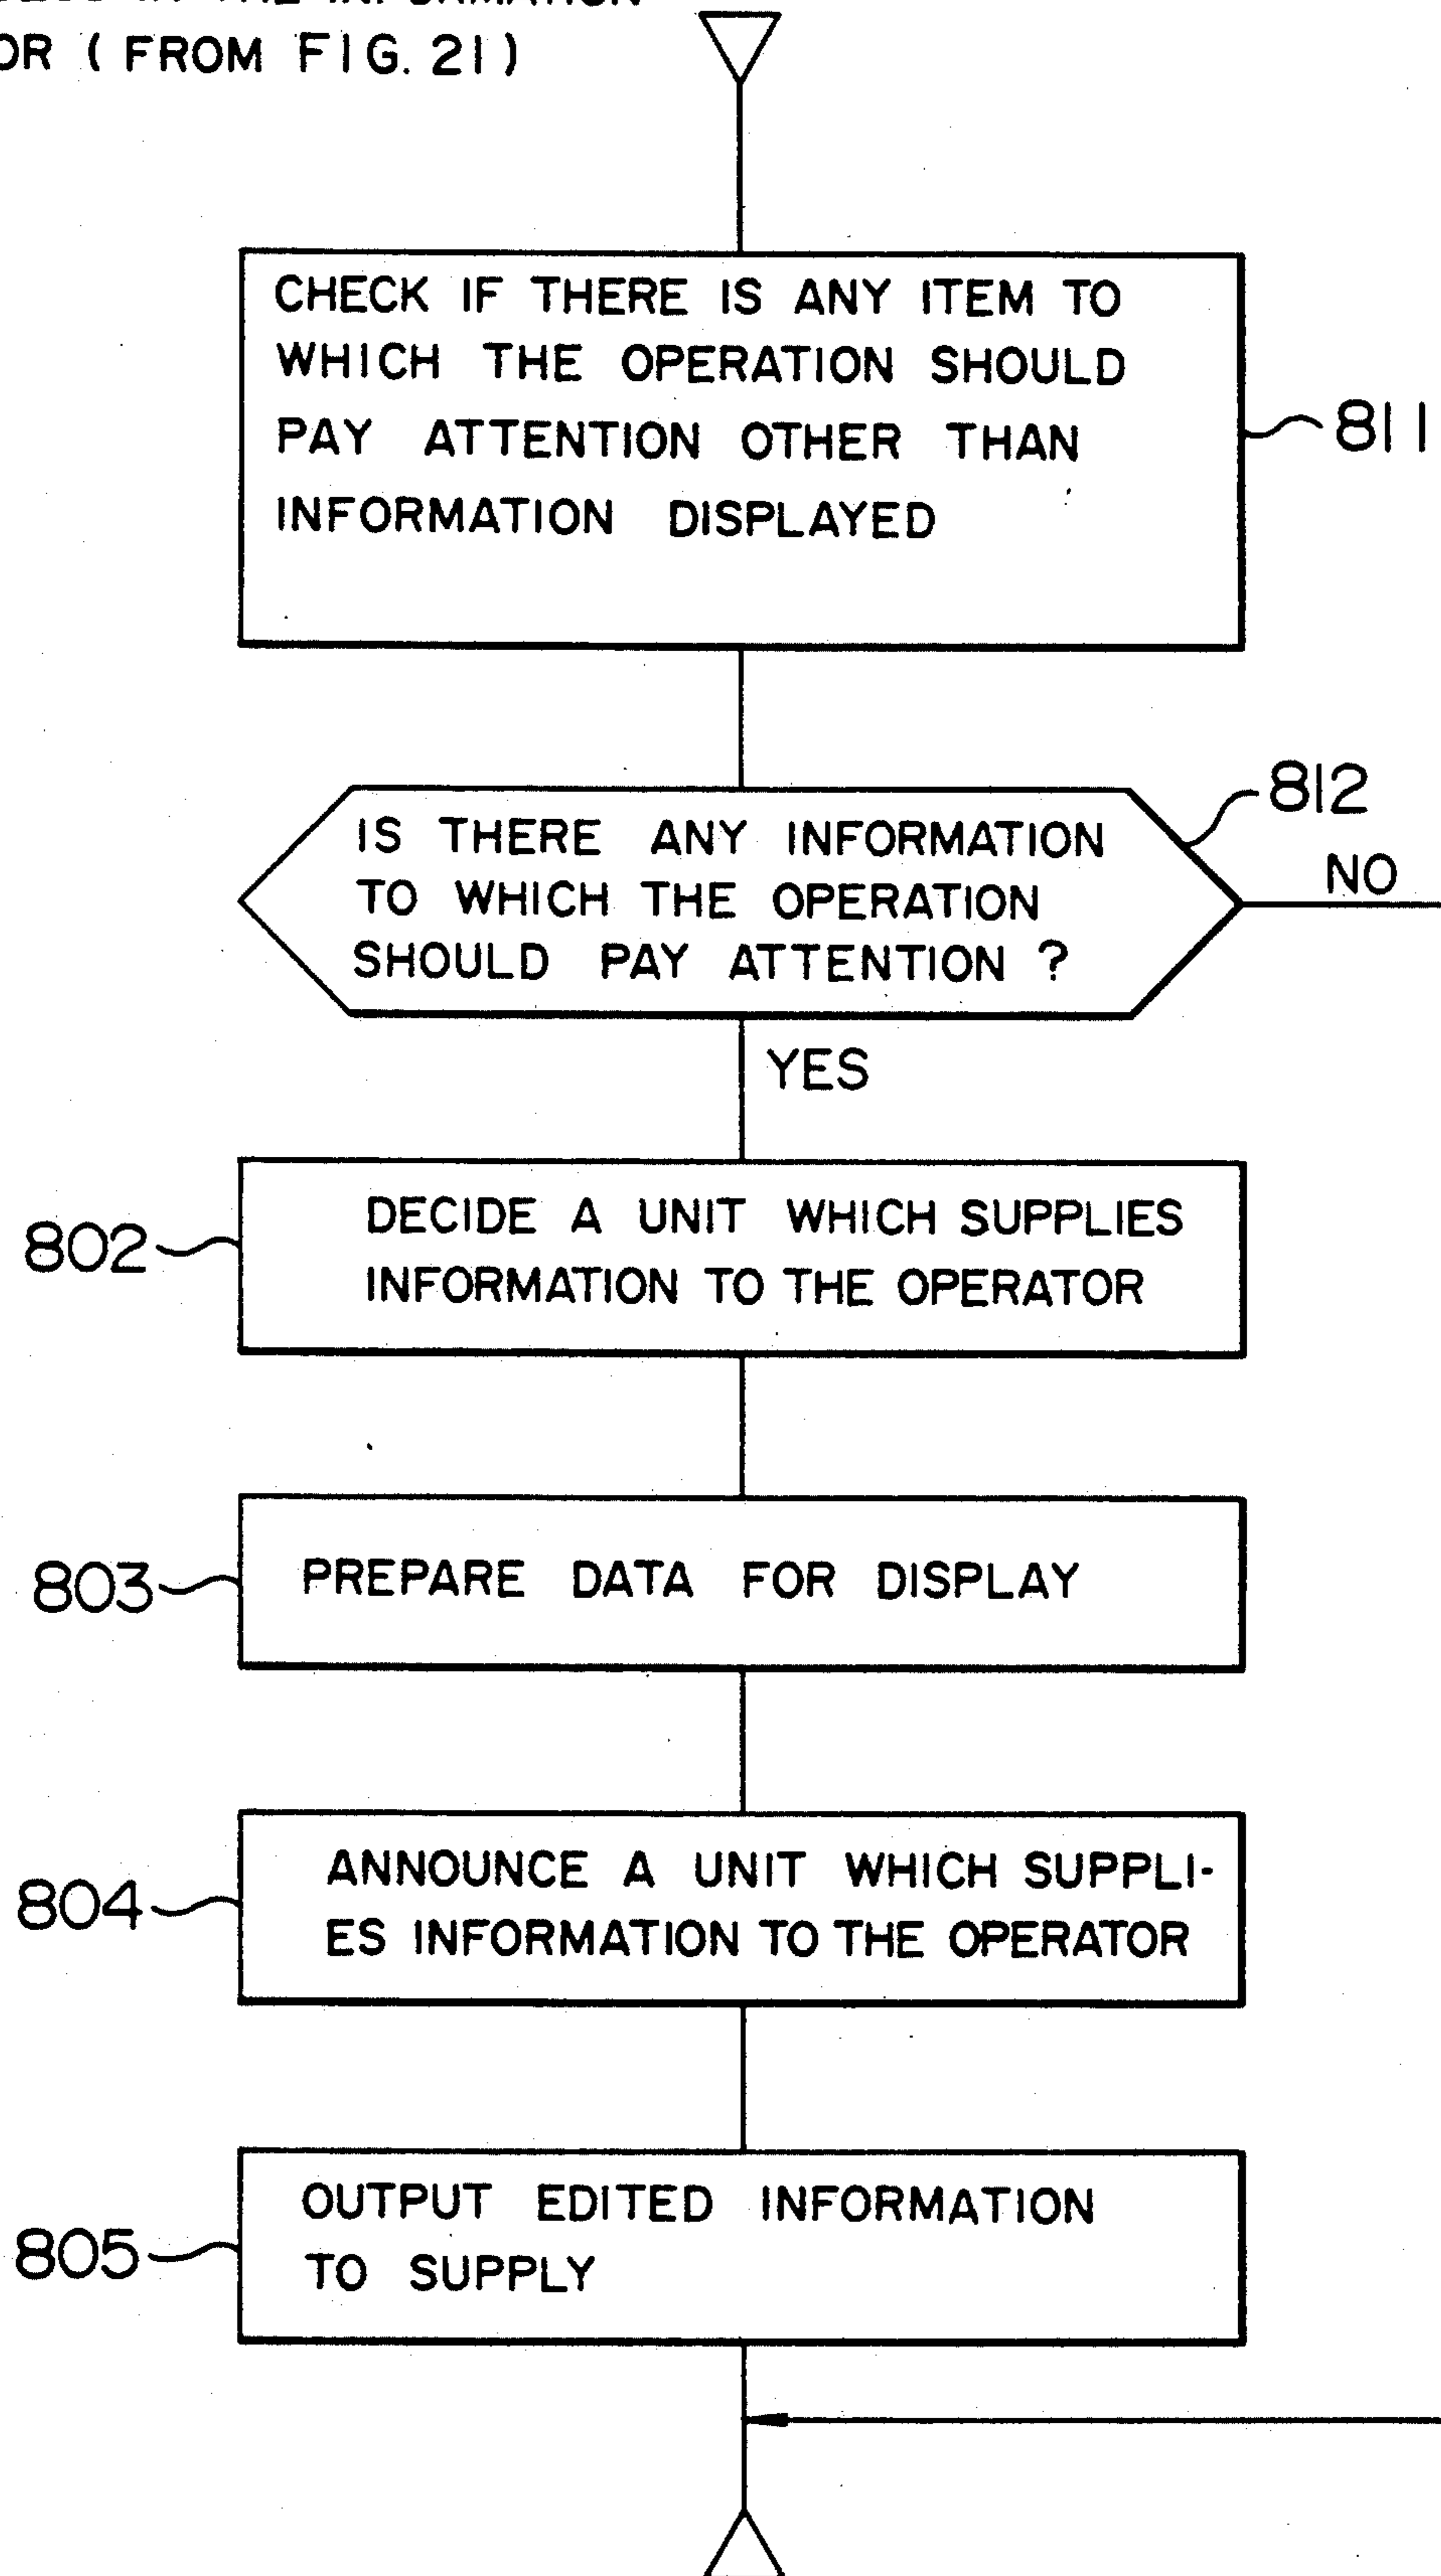 THE INFORMATION
OR ( FROM FIG. 21 )
CHECK IF THERE IS ANY ITEM TO
WHICH THE OPERATION SHOULD
PAY ATTENTION OTHER THAN
INFORMATION DISPLAYED
811
812
IS THERE ANY INFORMATION
TO WHICH THE OPERATION
SHOULD PAY ATTENTION ?
NO
YES
802
DECIDE A UNIT WHICH SUPPLIES
INFORMATION TO THE OPERATOR
803
PREPARE DATA FOR DISPLAY
804
ANNOUNCE A UNIT WHICH SUPPLI-
ES INFORMATION TO THE OPERATOR
805
OUTPUT EDITED INFORMATION
TO SUPPLY